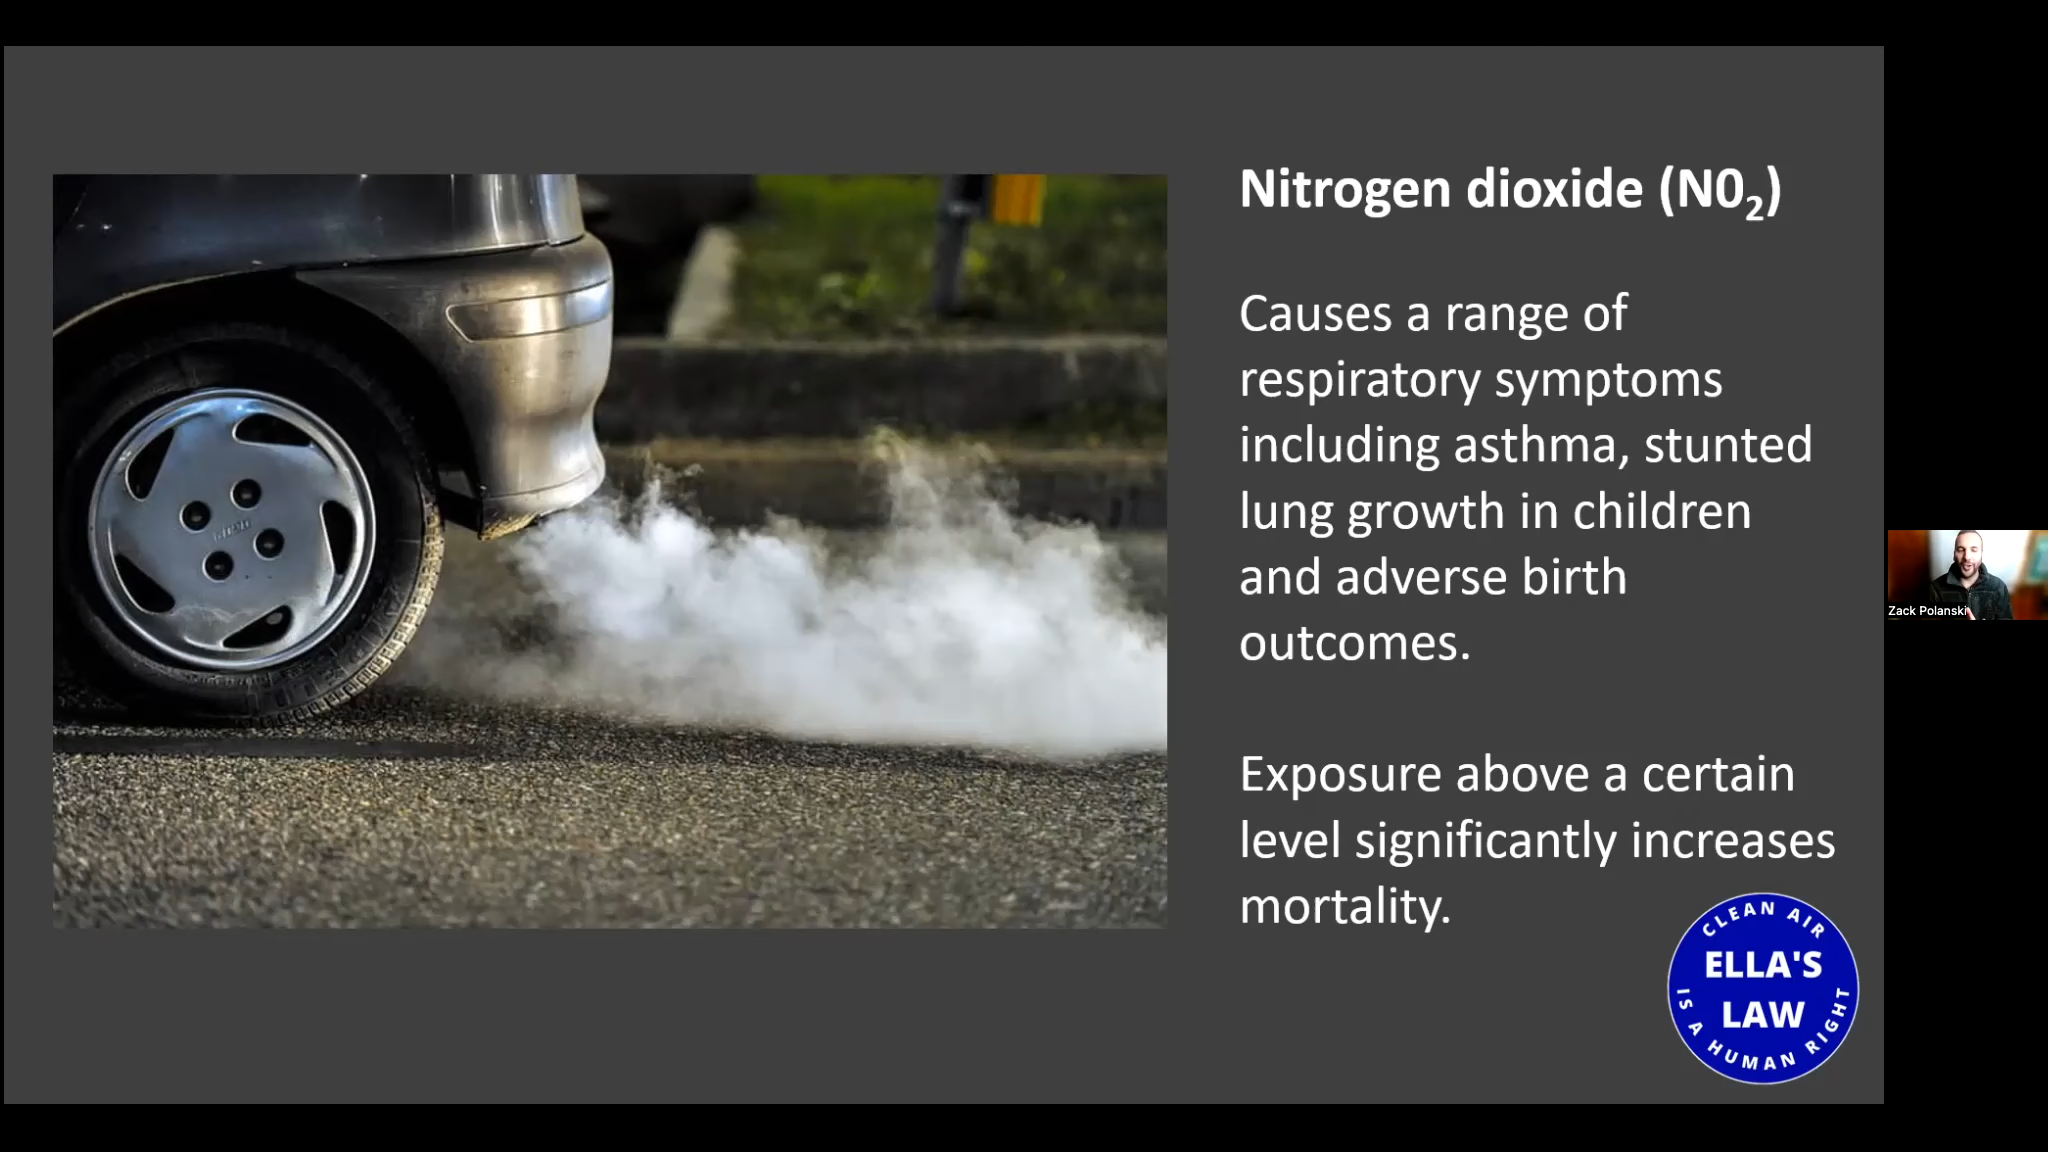 Nitrogen dioxide (N0₂)
Causes a range of
respiratory symptoms
including asthma, stunted
lung growth in children
and adverse birth
outcomes.
Exposure above a certain
level significantly increases
mortality.
CLEAN AIR
ELLA'S
LAW
IS A HUMAN RIGHT
Zack Polanski